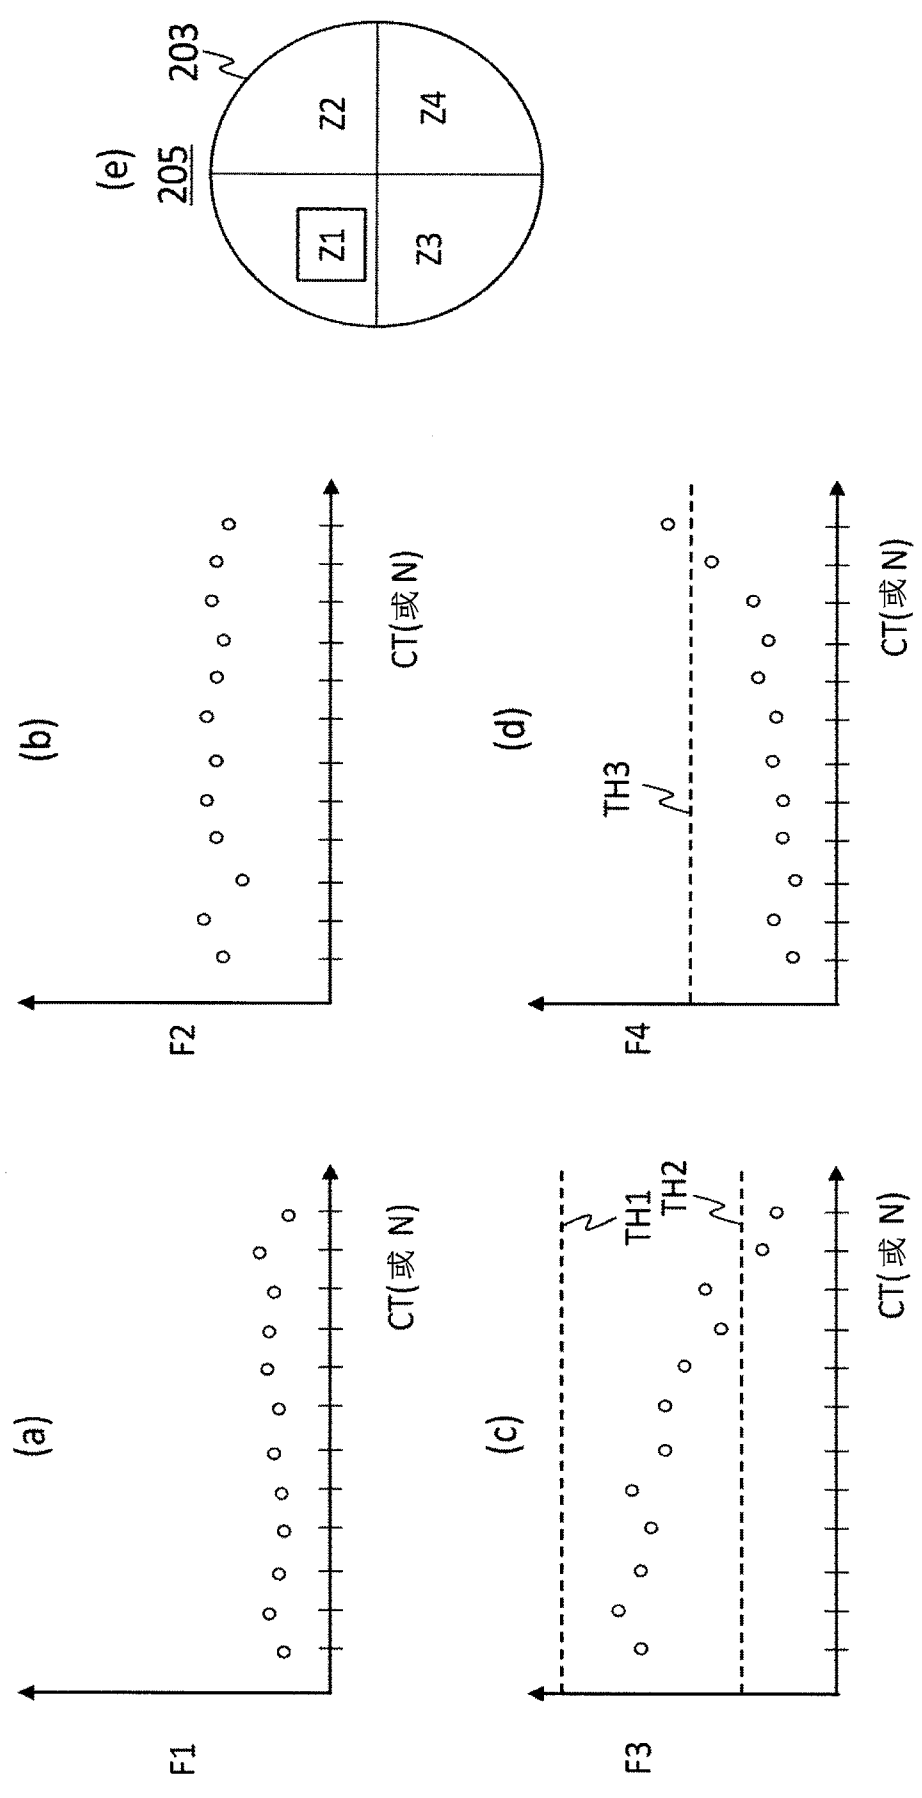 (a)
F1
CT(或 N)
(b)
F2
CT(或 N)
(c)
F3
TH1
TH2
CT(或 N)
(d)
F4
TH3
CT(或 N)
(e)
205
203
Z1
Z2
Z3
Z4